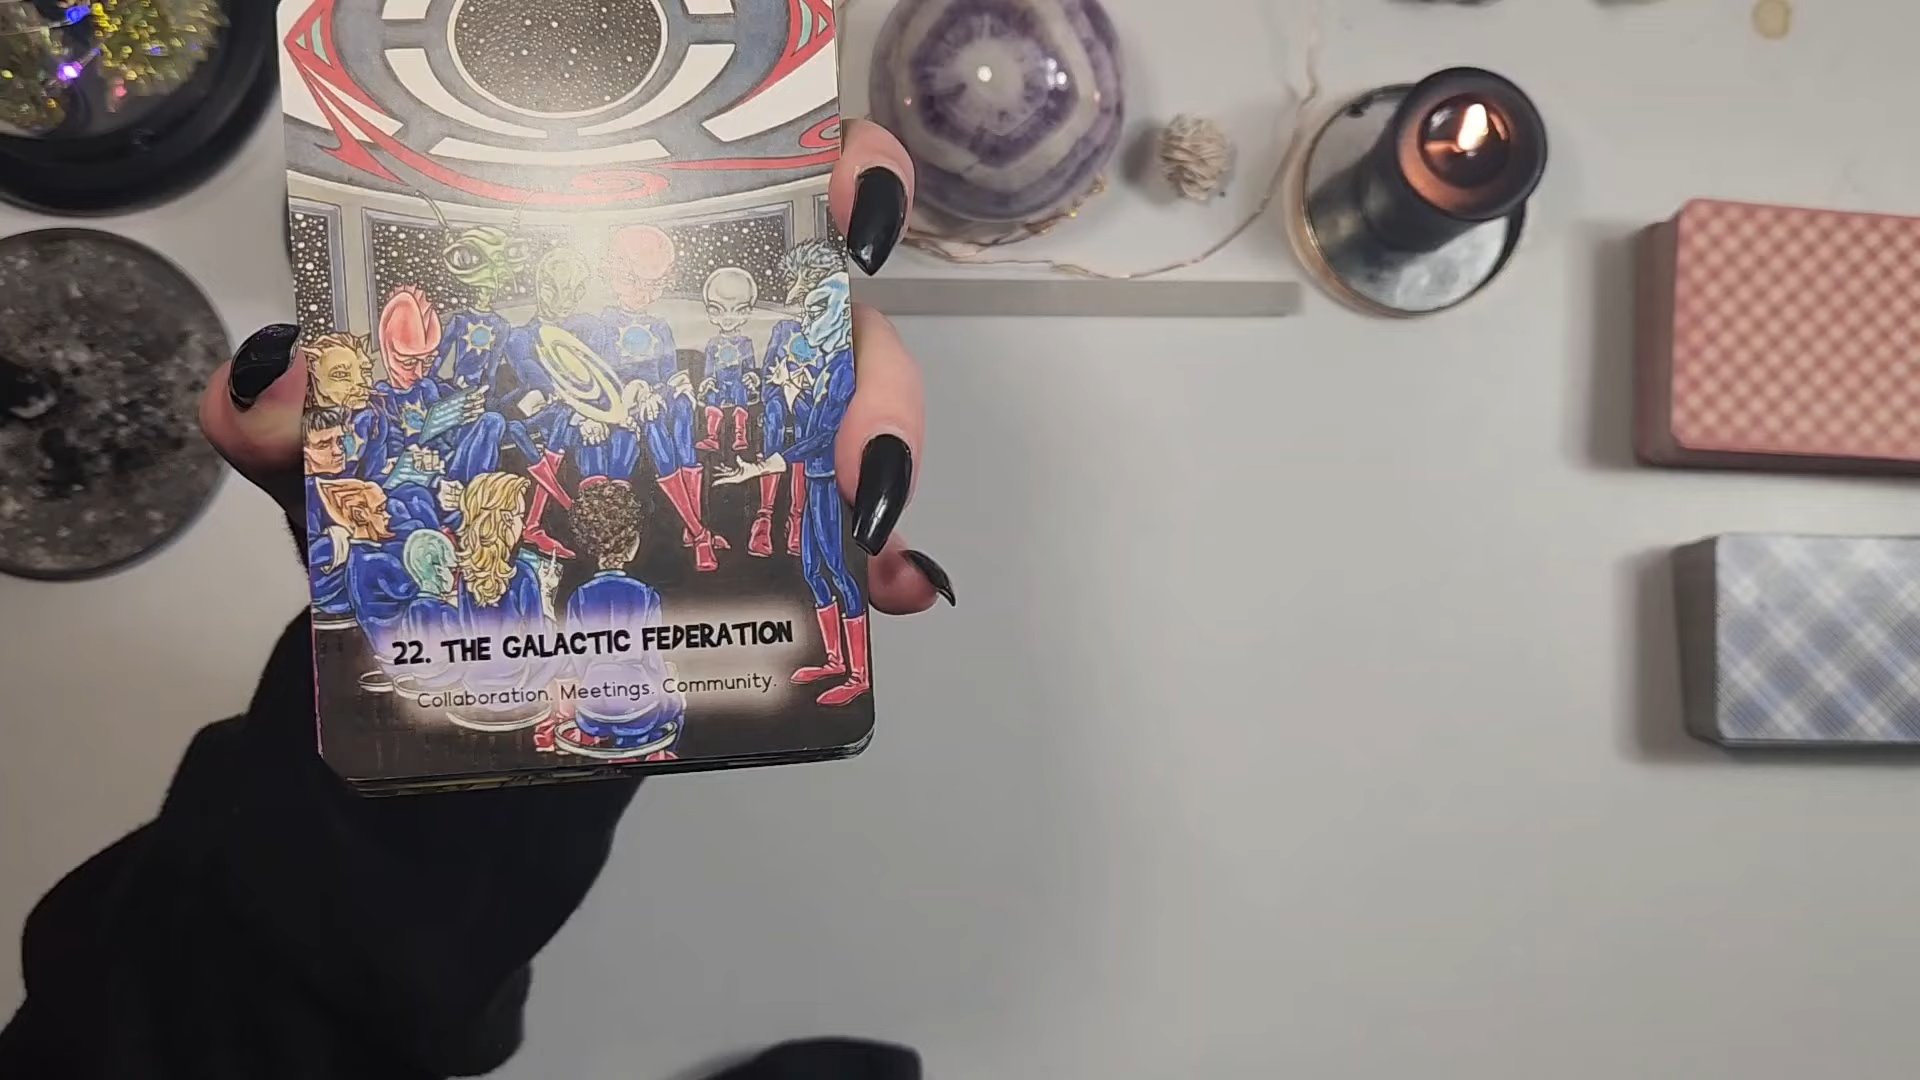 22. THE GALACTIC FEDERATION
Collaboration. Meetings. Community.